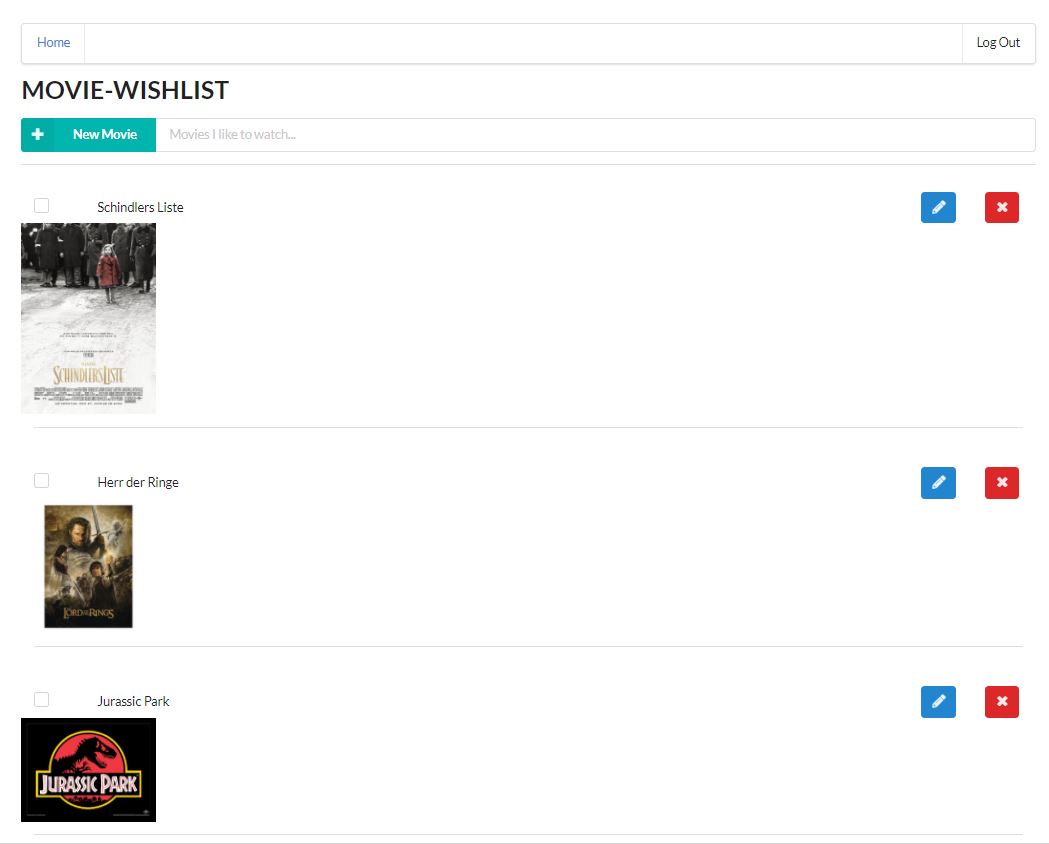 Home
Log Out
MOVIE-WISHLIST
New Movie
Movies I like to watch...
Schindlers Liste
SCHINDLERS LISTE
Herr der Ringe
THE LORD OF THE RINGS
Jurassic Park
JURASSIC PARK